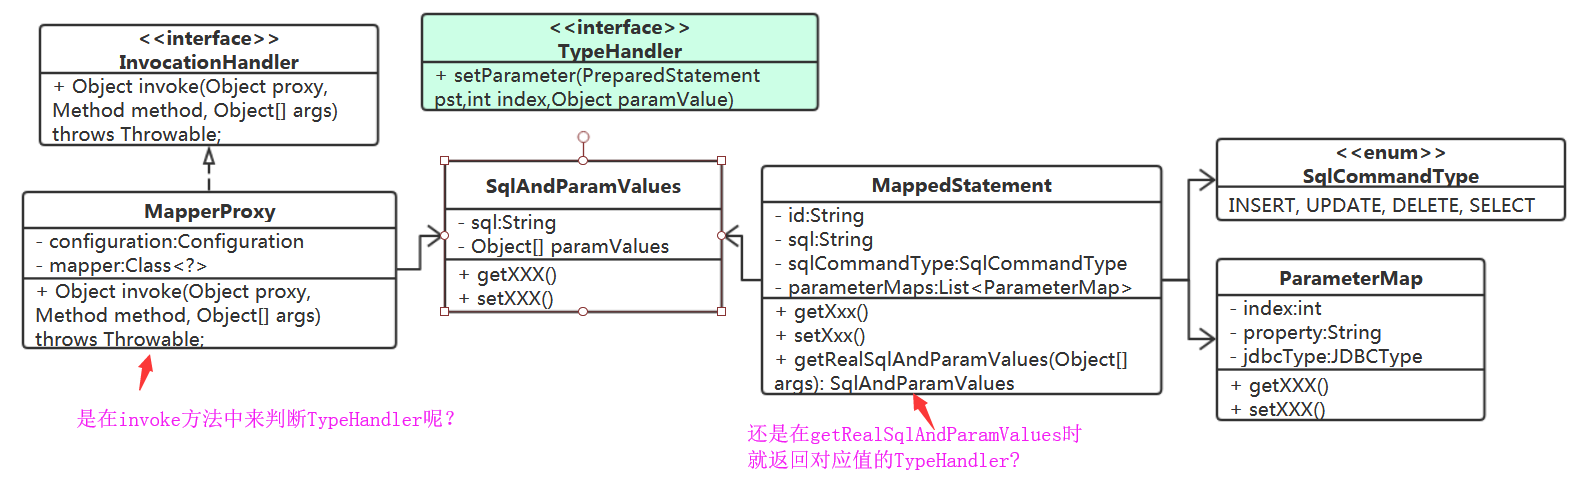 <<interface>>
InvocationHandler
+ Object invoke(Object proxy,
Method method, Object[] args)
throws Throwable;
<<interface>>
TypeHandler
+ setParameter(PreparedStatement
pst,int index,Object paramValue)
MapperProxy
- configuration:Configuration
- mapper:Class<?>
+ Object invoke(Object proxy,
Method method, Object[] args)
throws Throwable;
SqlAndParamValues
- sql:String
- Object[] paramValues
+ getXXX()
+ setXXX()
MappedStatement
- id:String
- sql:String
- sqlCommandType:SqlCommandType
- parameterMaps:List<ParameterMap>
+ getXxx()
+ setXxx()
+ getRealSqlAndParamValues(Object[]
args): SqlAndParamValues
<<enum>>
SqlCommandType
INSERT, UPDATE, DELETE, SELECT
ParameterMap
- index:int
- property:String
- jdbcType:JDBCType
+ getXXX()
+ setXXX()
是在invoke方法中来判断TypeHandler呢？
还是在getRealSqlAndParamValues时
就返回对应值的TypeHandler?